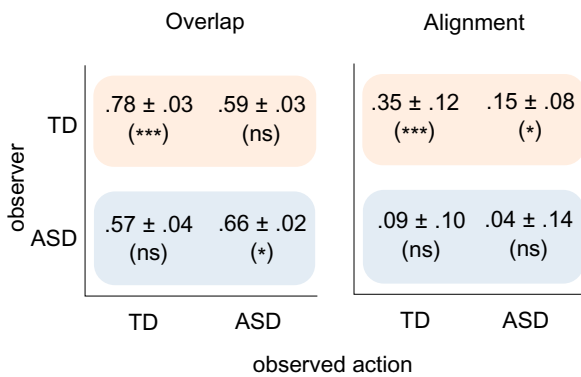 Overlap Alignment
observer
TD
.78 ± .03 .59 ± .03 .35 ± .12 .15 ± .08
(***) (ns) (***) (*)
ASD
.57 ± .04 .66 ± .02 .09 ± .10 .04 ± .14
(ns) (*) (ns) (ns)
TD ASD TD ASD
observed action